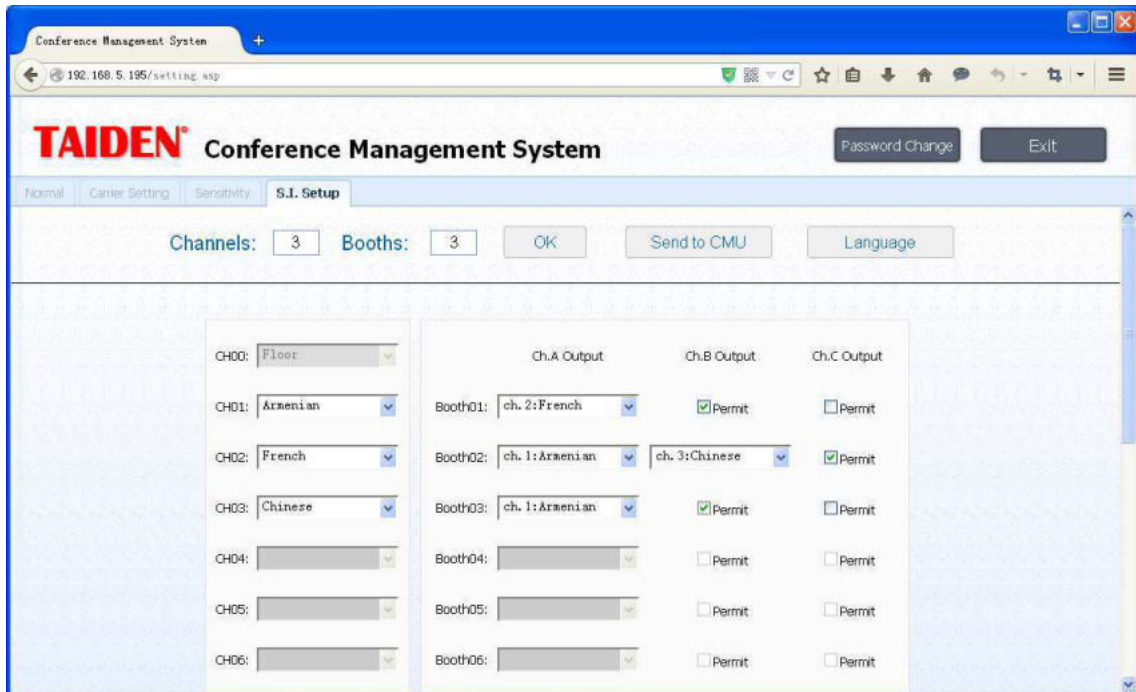 Conference Management System
192.168.5.195/setting.asp
TAIDEN Conference Management System Password Change Exit
Normal Carrier Setting Sensitivity S.I. Setup
Channels: 3 Booths: 3 OK Send to CMU Language
CH00: Floor Ch.A Output Ch.B Output Ch.C Output
CH01: Armenian Booth01: ch.2:French Permit Permit
CH02: French Booth02: ch.1:Armenian ch.3:Chinese Permit
CH03: Chinese Booth03: ch.1:Armenian Permit Permit
CH04: Booth04: Permit Permit
CH05: Booth05: Permit Permit
CH06: Booth06: Permit Permit